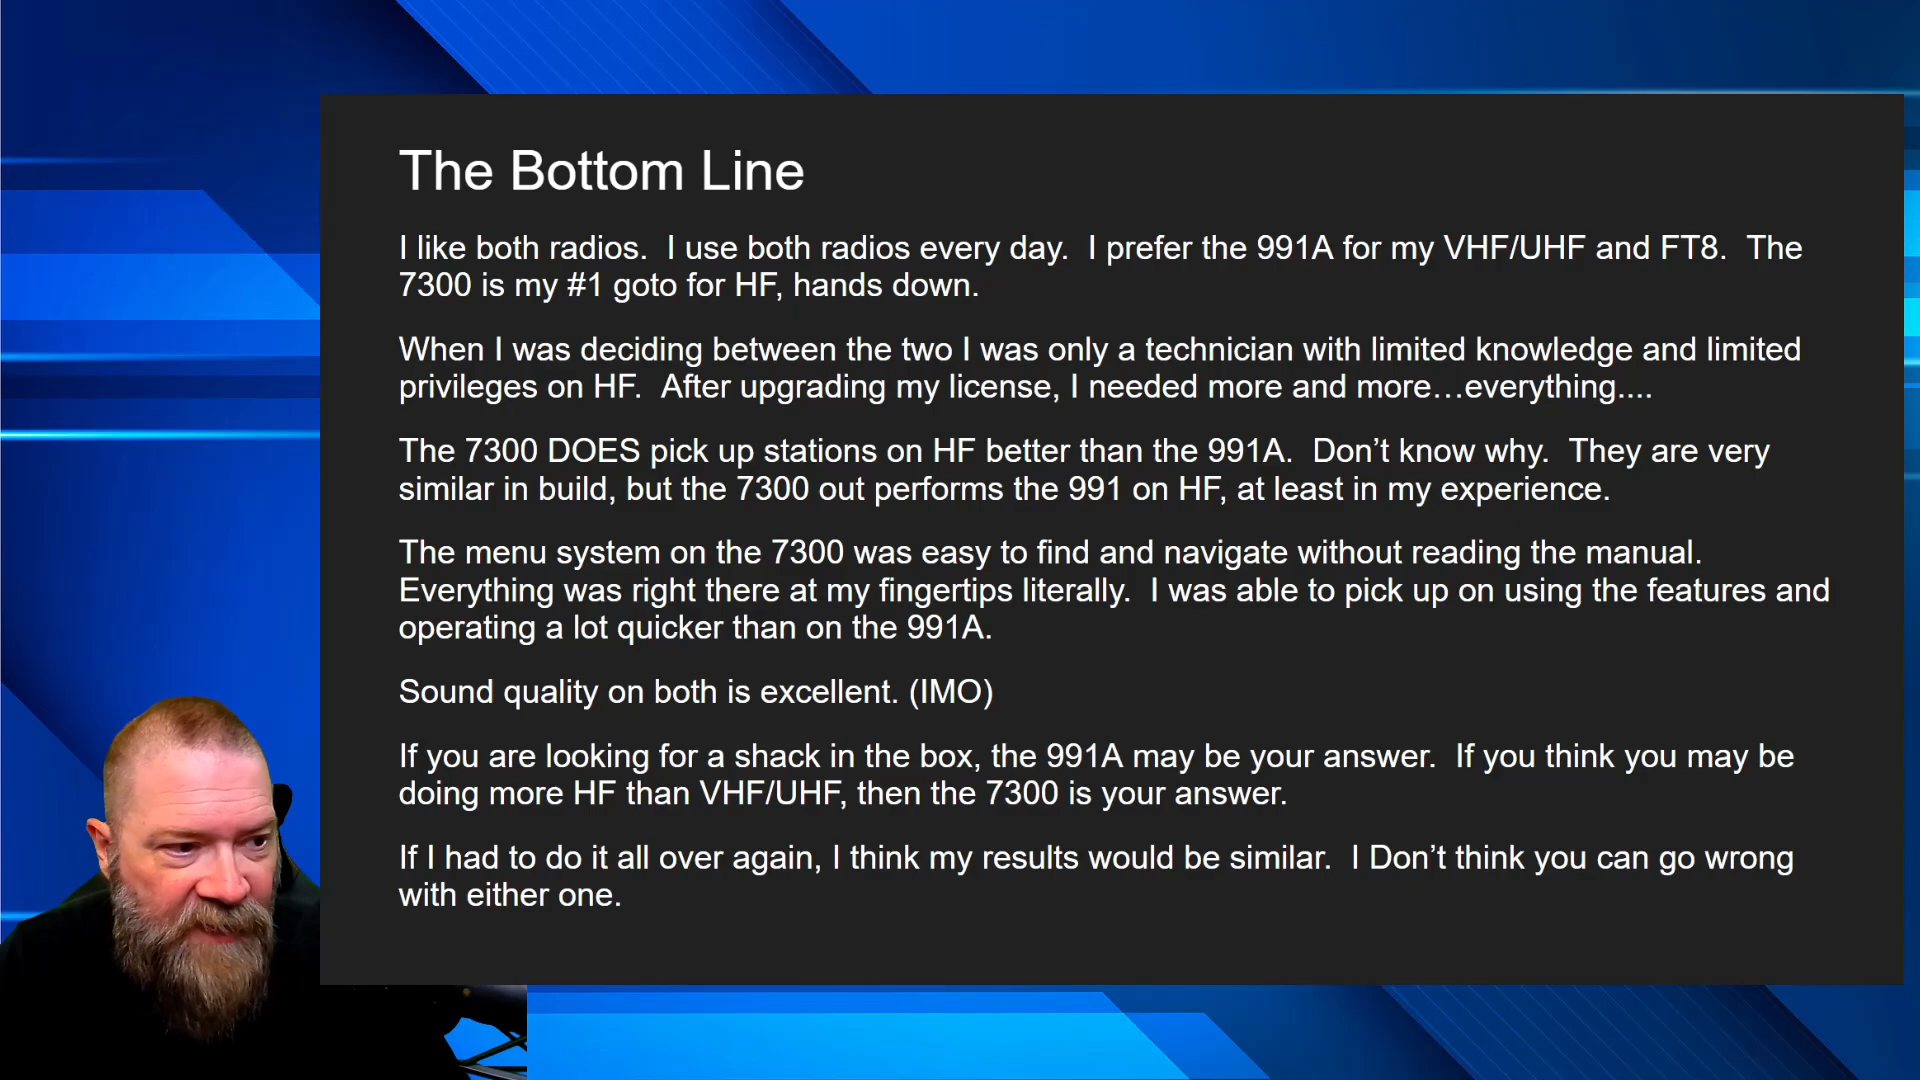 The Bottom Line
I like both radios.  I use both radios every day.  I prefer the 991A for my VHF/UHF and FT8.  The
7300 is my #1 goto for HF, hands down.
When I was deciding between the two I was only a technician with limited knowledge and limited
privileges on HF.  After upgrading my license, I needed more and more…everything....
The 7300 DOES pick up stations on HF better than the 991A.  Don’t know why.  They are very
similar in build, but the 7300 out performs the 991 on HF, at least in my experience.
The menu system on the 7300 was easy to find and navigate without reading the manual.
Everything was right there at my fingertips literally.  I was able to pick up on using the features and
operating a lot quicker than on the 991A.
Sound quality on both is excellent. (IMO)
If you are looking for a shack in the box, the 991A may be your answer.  If you think you may be
doing more HF than VHF/UHF, then the 7300 is your answer.
If I had to do it all over again, I think my results would be similar.  I Don’t think you can go wrong
with either one.